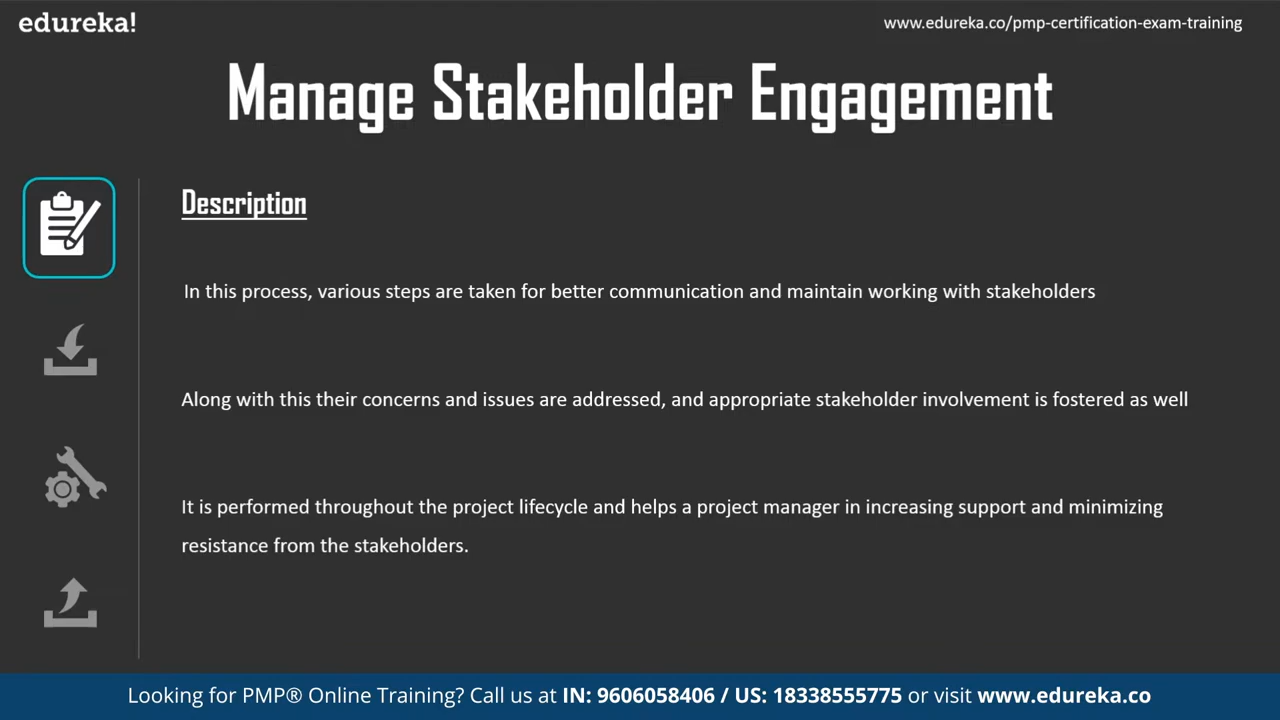 edureka!
www.edureka.co/pmp-certification-exam-training
Manage Stakeholder Engagement
Description
In this process, various steps are taken for better communication and maintain working with stakeholders
Along with this their concerns and issues are addressed, and appropriate stakeholder involvement is fostered as well
It is performed throughout the project lifecycle and helps a project manager in increasing support and minimizing
resistance from the stakeholders.
Looking for PMP® Online Training? Call us at IN: 9606058406 / US: 18338555775 or visit www.edureka.co